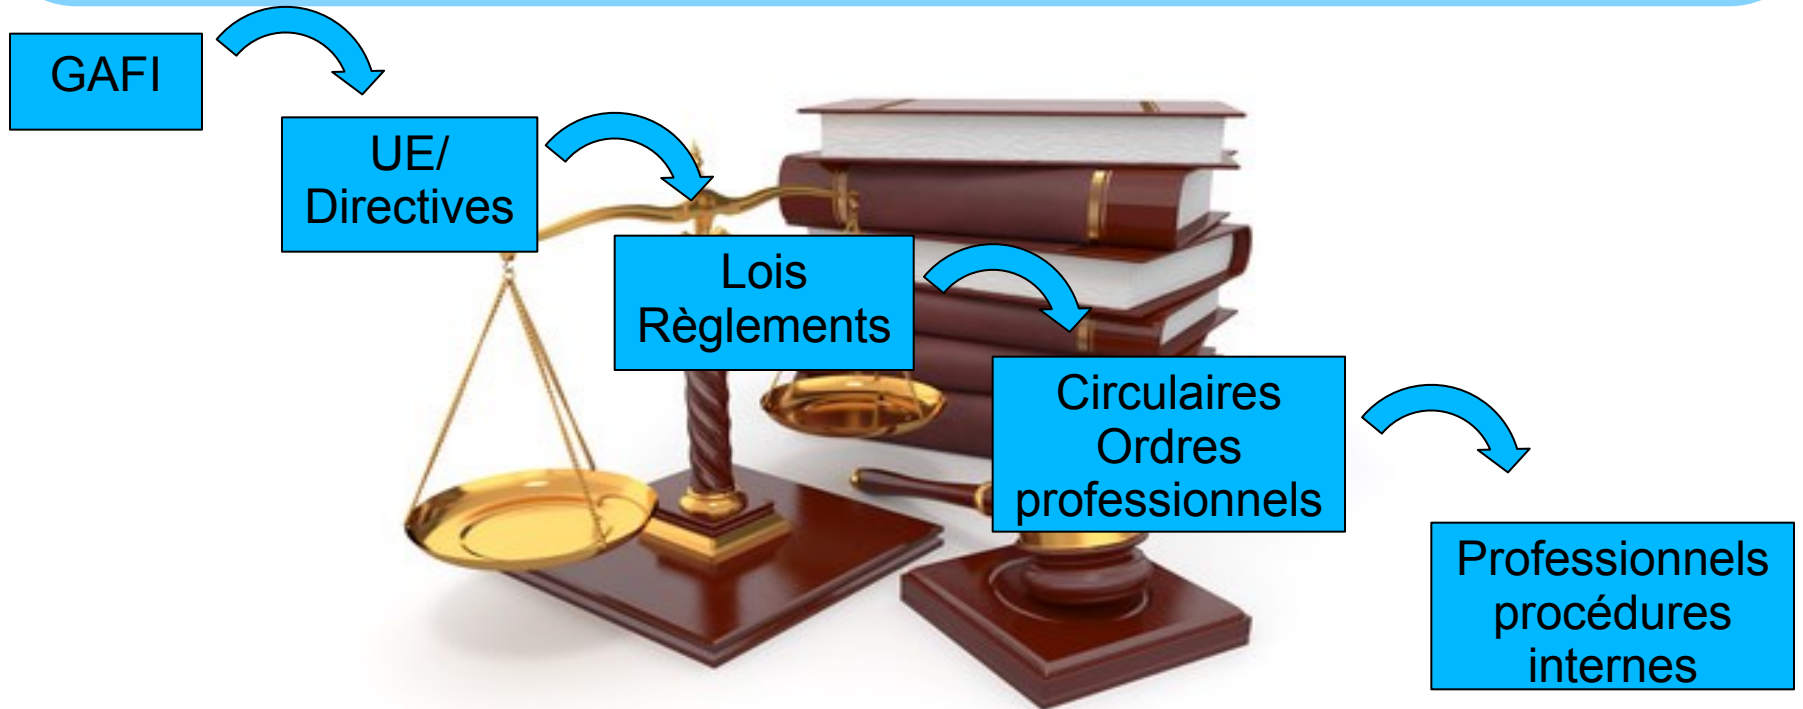 GAFI
UE/
Directives
Lois
Règlements
Circulaires
Ordres
professionnels
Professionnels
procédures
internes